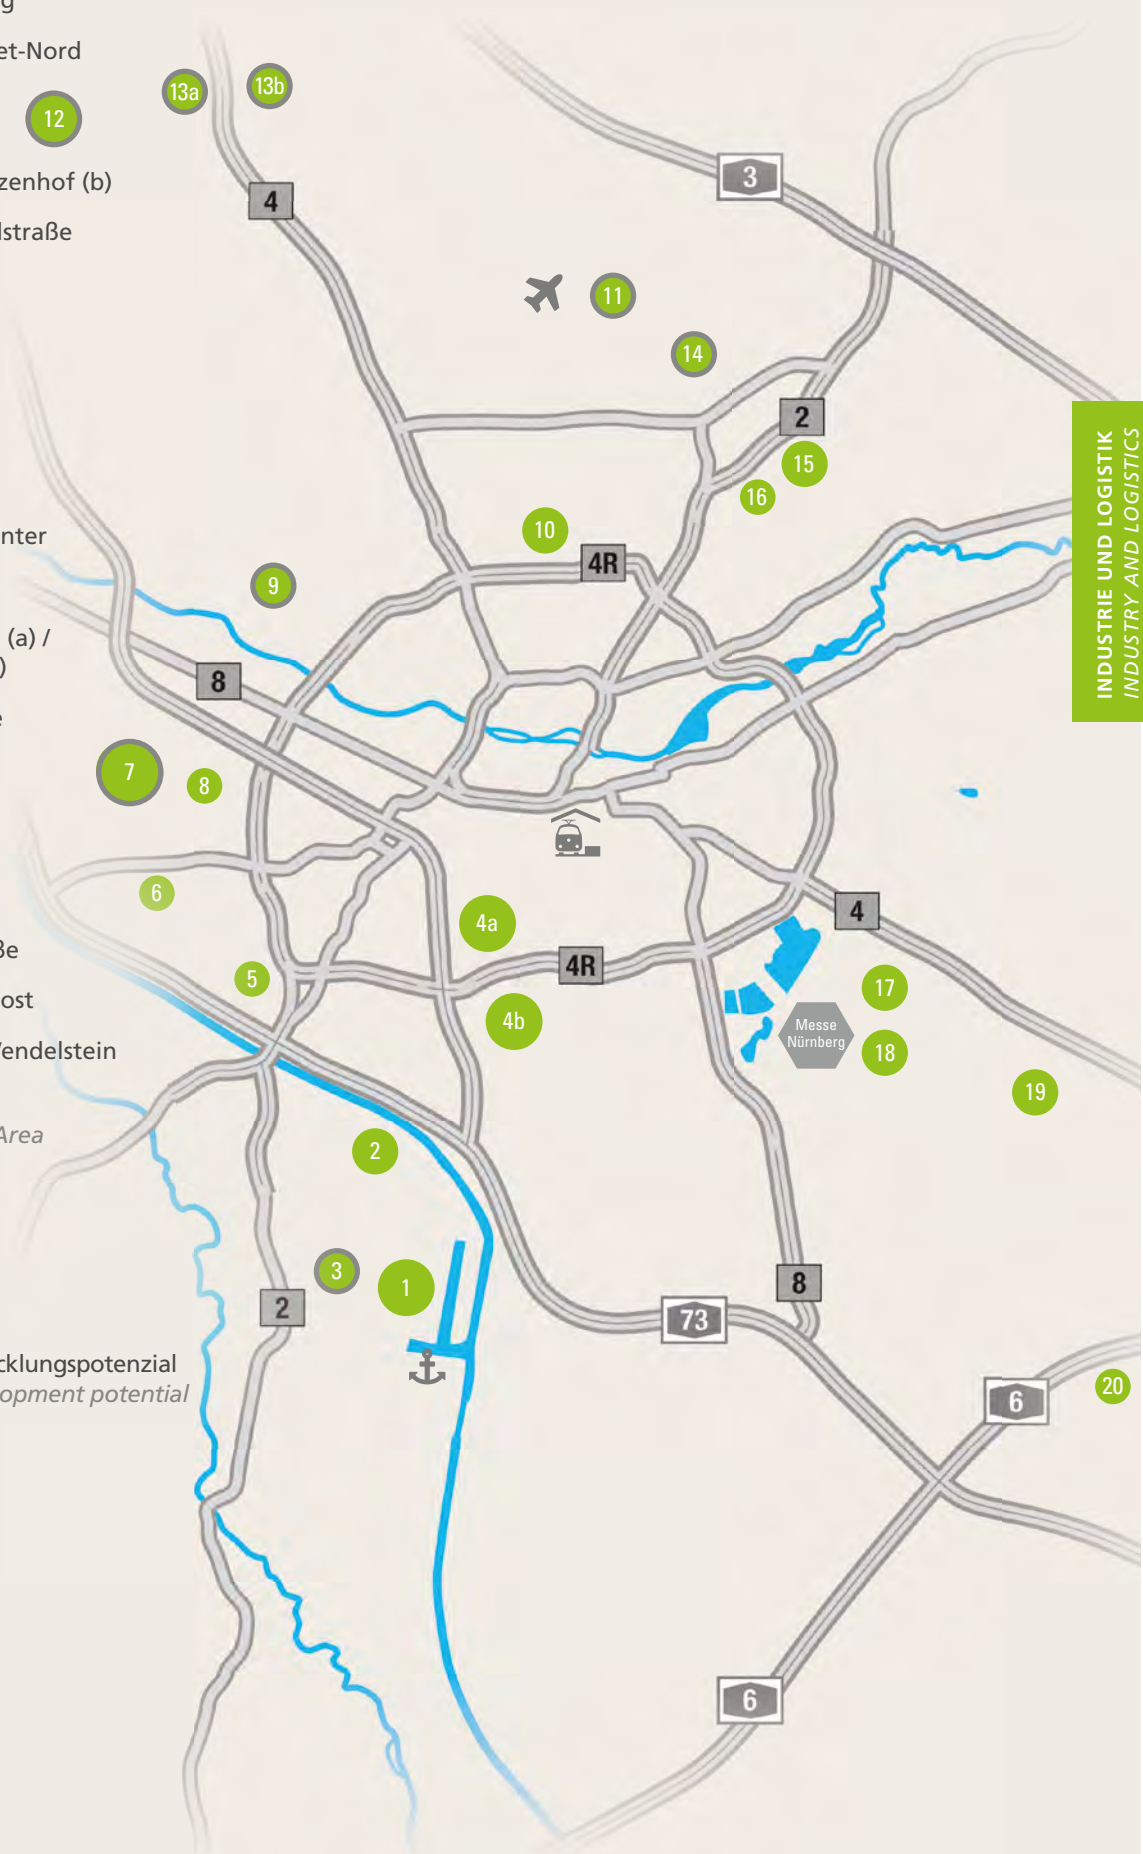 g
et-Nord
13a
13b
12
3
zenhof (b)
4
lstraße
11
14
2
15
16
INDUSTRIE UND LOGISTIK
INDUSTRY AND LOGISTICS
10
nter
4R
9
(a) /
)
8
e
7
8
6
4
4a
ße
4R
5
17
ost
4b
Messe
Nürnberg
18
Wendelstein
19
Area
2
3
1
8
2
73
cklungspotenzial
20
opment potential
6
6